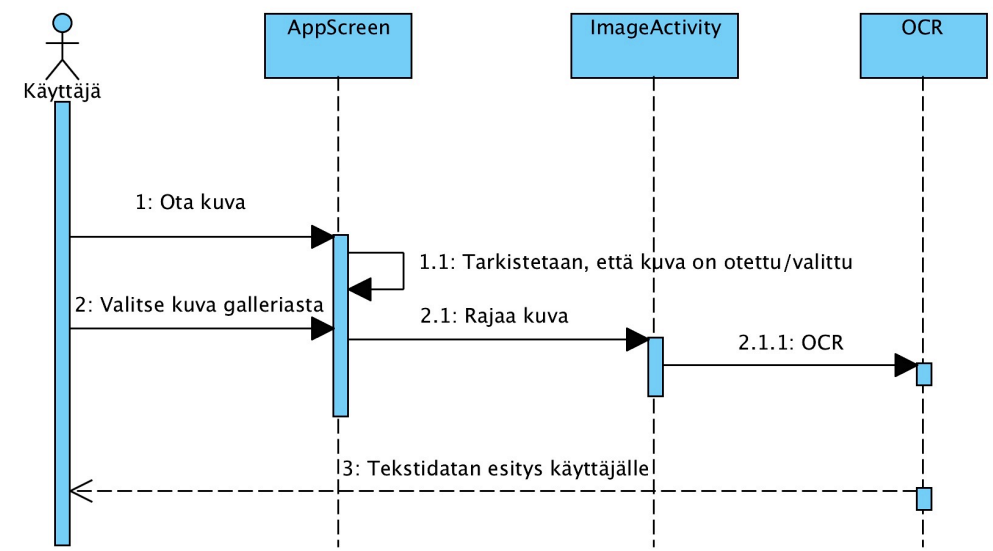 AppScreen
ImageActivity
OCR
Käyttäjä
1: Ota kuva
1.1: Tarkistetaan, että kuva on otettu/valittu
2: Valitse kuva galleriasta
2.1: Rajaa kuva
2.1.1: OCR
3: Tekstidatan esitys käyttäjälle